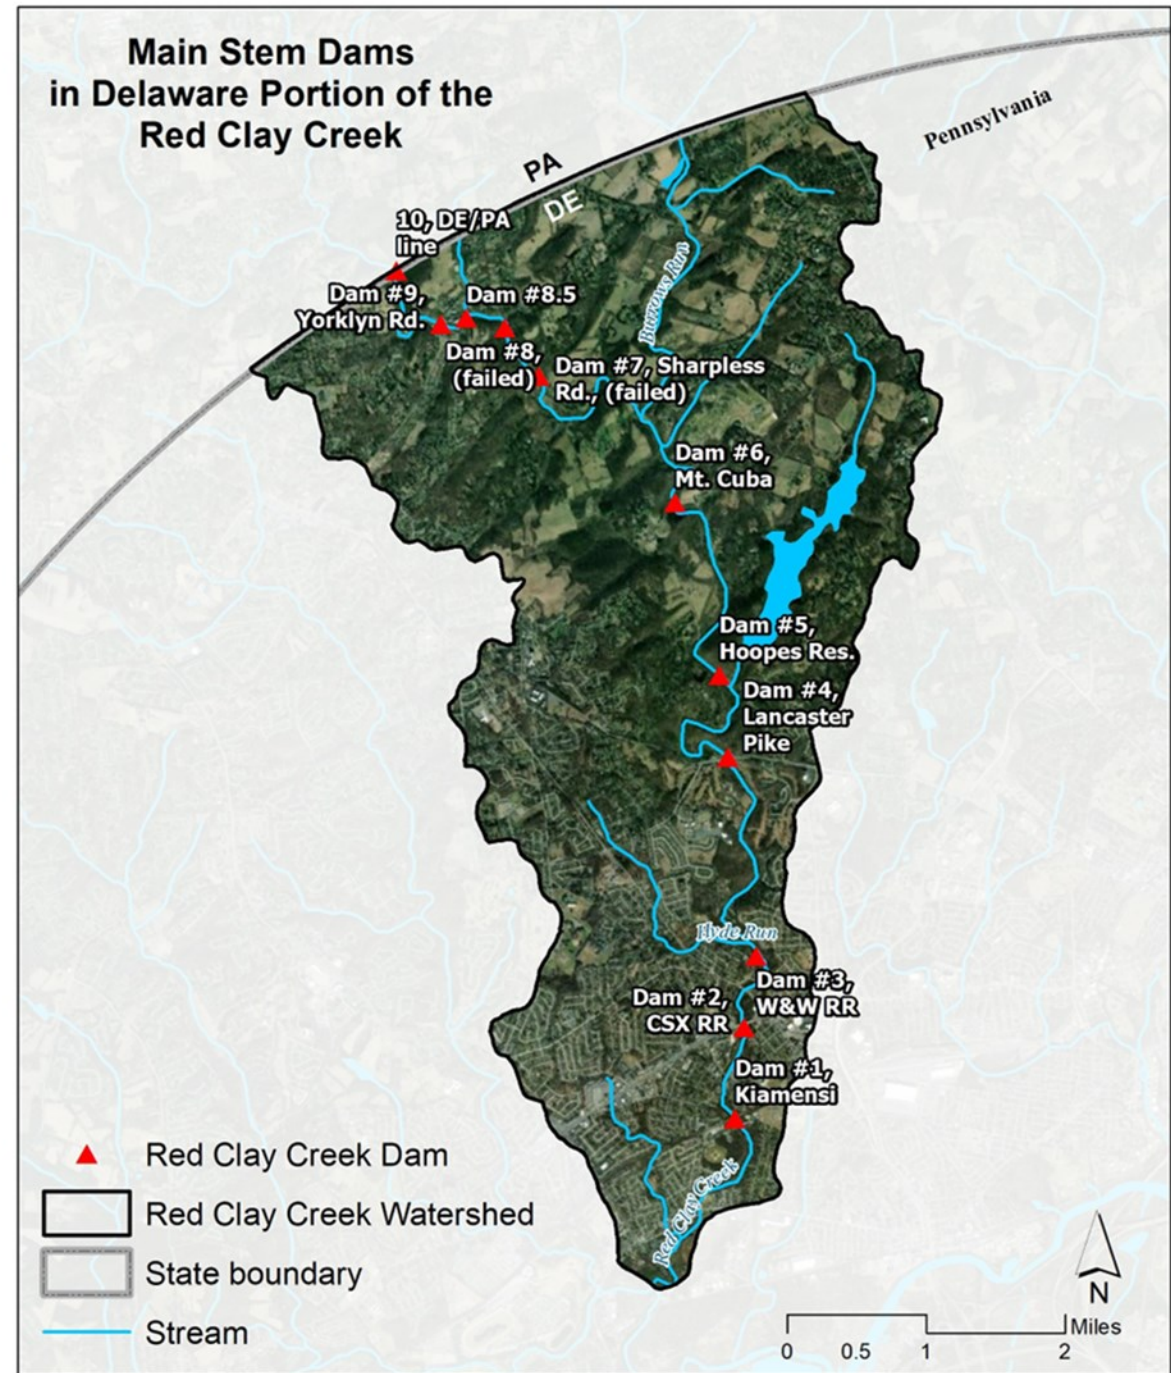 Main Stem Dams
in Delaware Portion of the
Red Clay Creek
Pennsylvania
PA
DE
10, DE/PA
line
Dam #9,
Yorklyn Rd.
Dam #8.5
Burrows Run
Dam #8,
(failed)
Dam #7, Sharpless
Rd., (failed)
Dam #6,
Mt. Cuba
Dam #5,
Hoopes Res.
Dam #4,
Lancaster
Pike
Hyde Run
Dam #3,
W&W RR
Dam #2,
CSX RR
Dam #1,
Kiamensi
Red Clay Creek
Red Clay Creek Dam
Red Clay Creek Watershed
State boundary
Stream
N
Miles
0 0.5 1 2